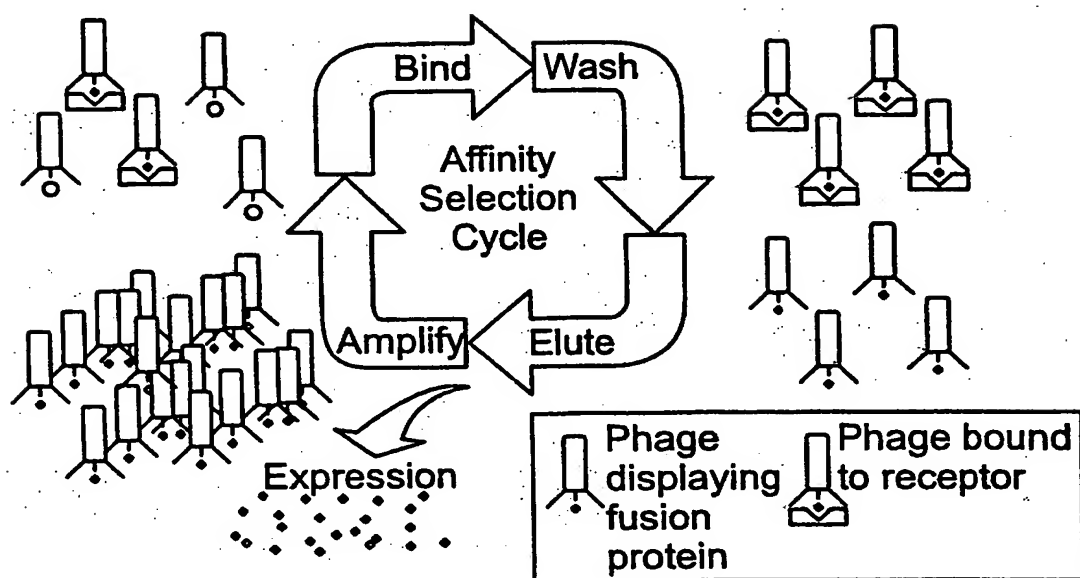 Bind
Wash
Affinity
Selection
Cycle
Amplify
Elute
Expression
Phage
displaying
fusion
protein
Phage bound
to receptor